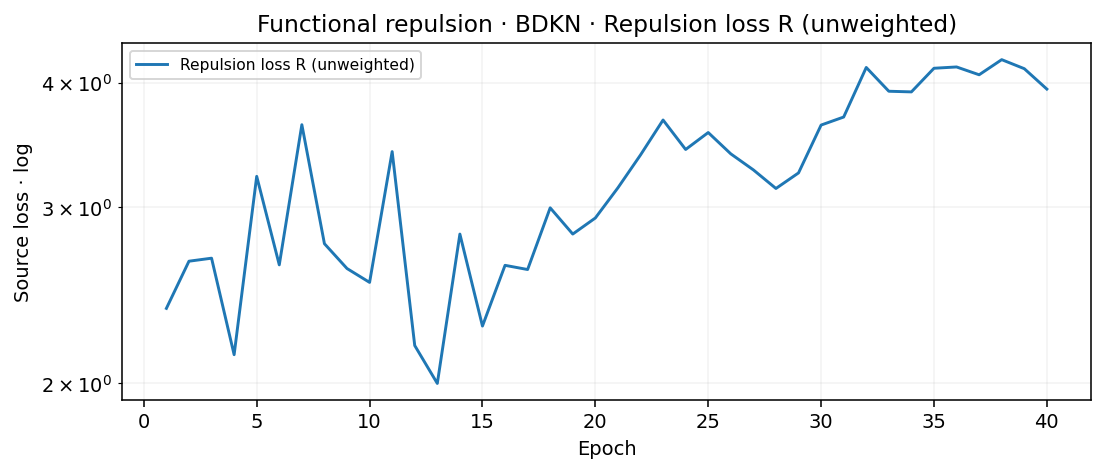 Functional repulsion · BDKN · Repulsion loss R (unweighted)
Repulsion loss R (unweighted)
Source loss · log
4 × 10⁰
3 × 10⁰
2 × 10⁰
0 5 10 15 20 25 30 35 40
Epoch